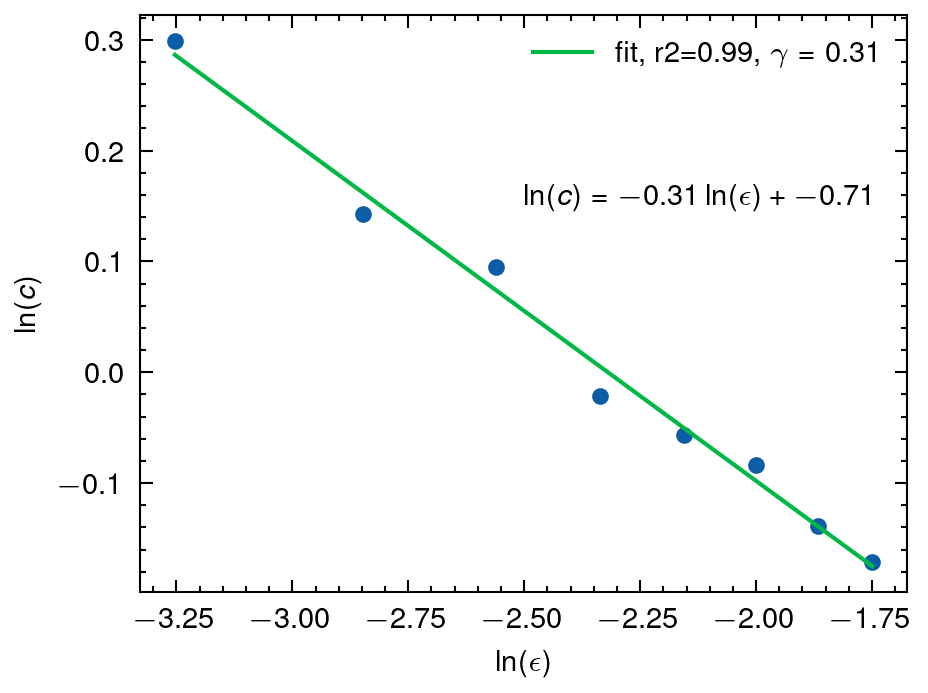 0.3
0.2
0.1
0.0
−0.1
ln(c)
fit, r2=0.99, γ = 0.31
ln(c) = −0.31 ln(ϵ) + −0.71
−3.25 −3.00 −2.75 −2.50 −2.25 −2.00 −1.75
ln(ϵ)